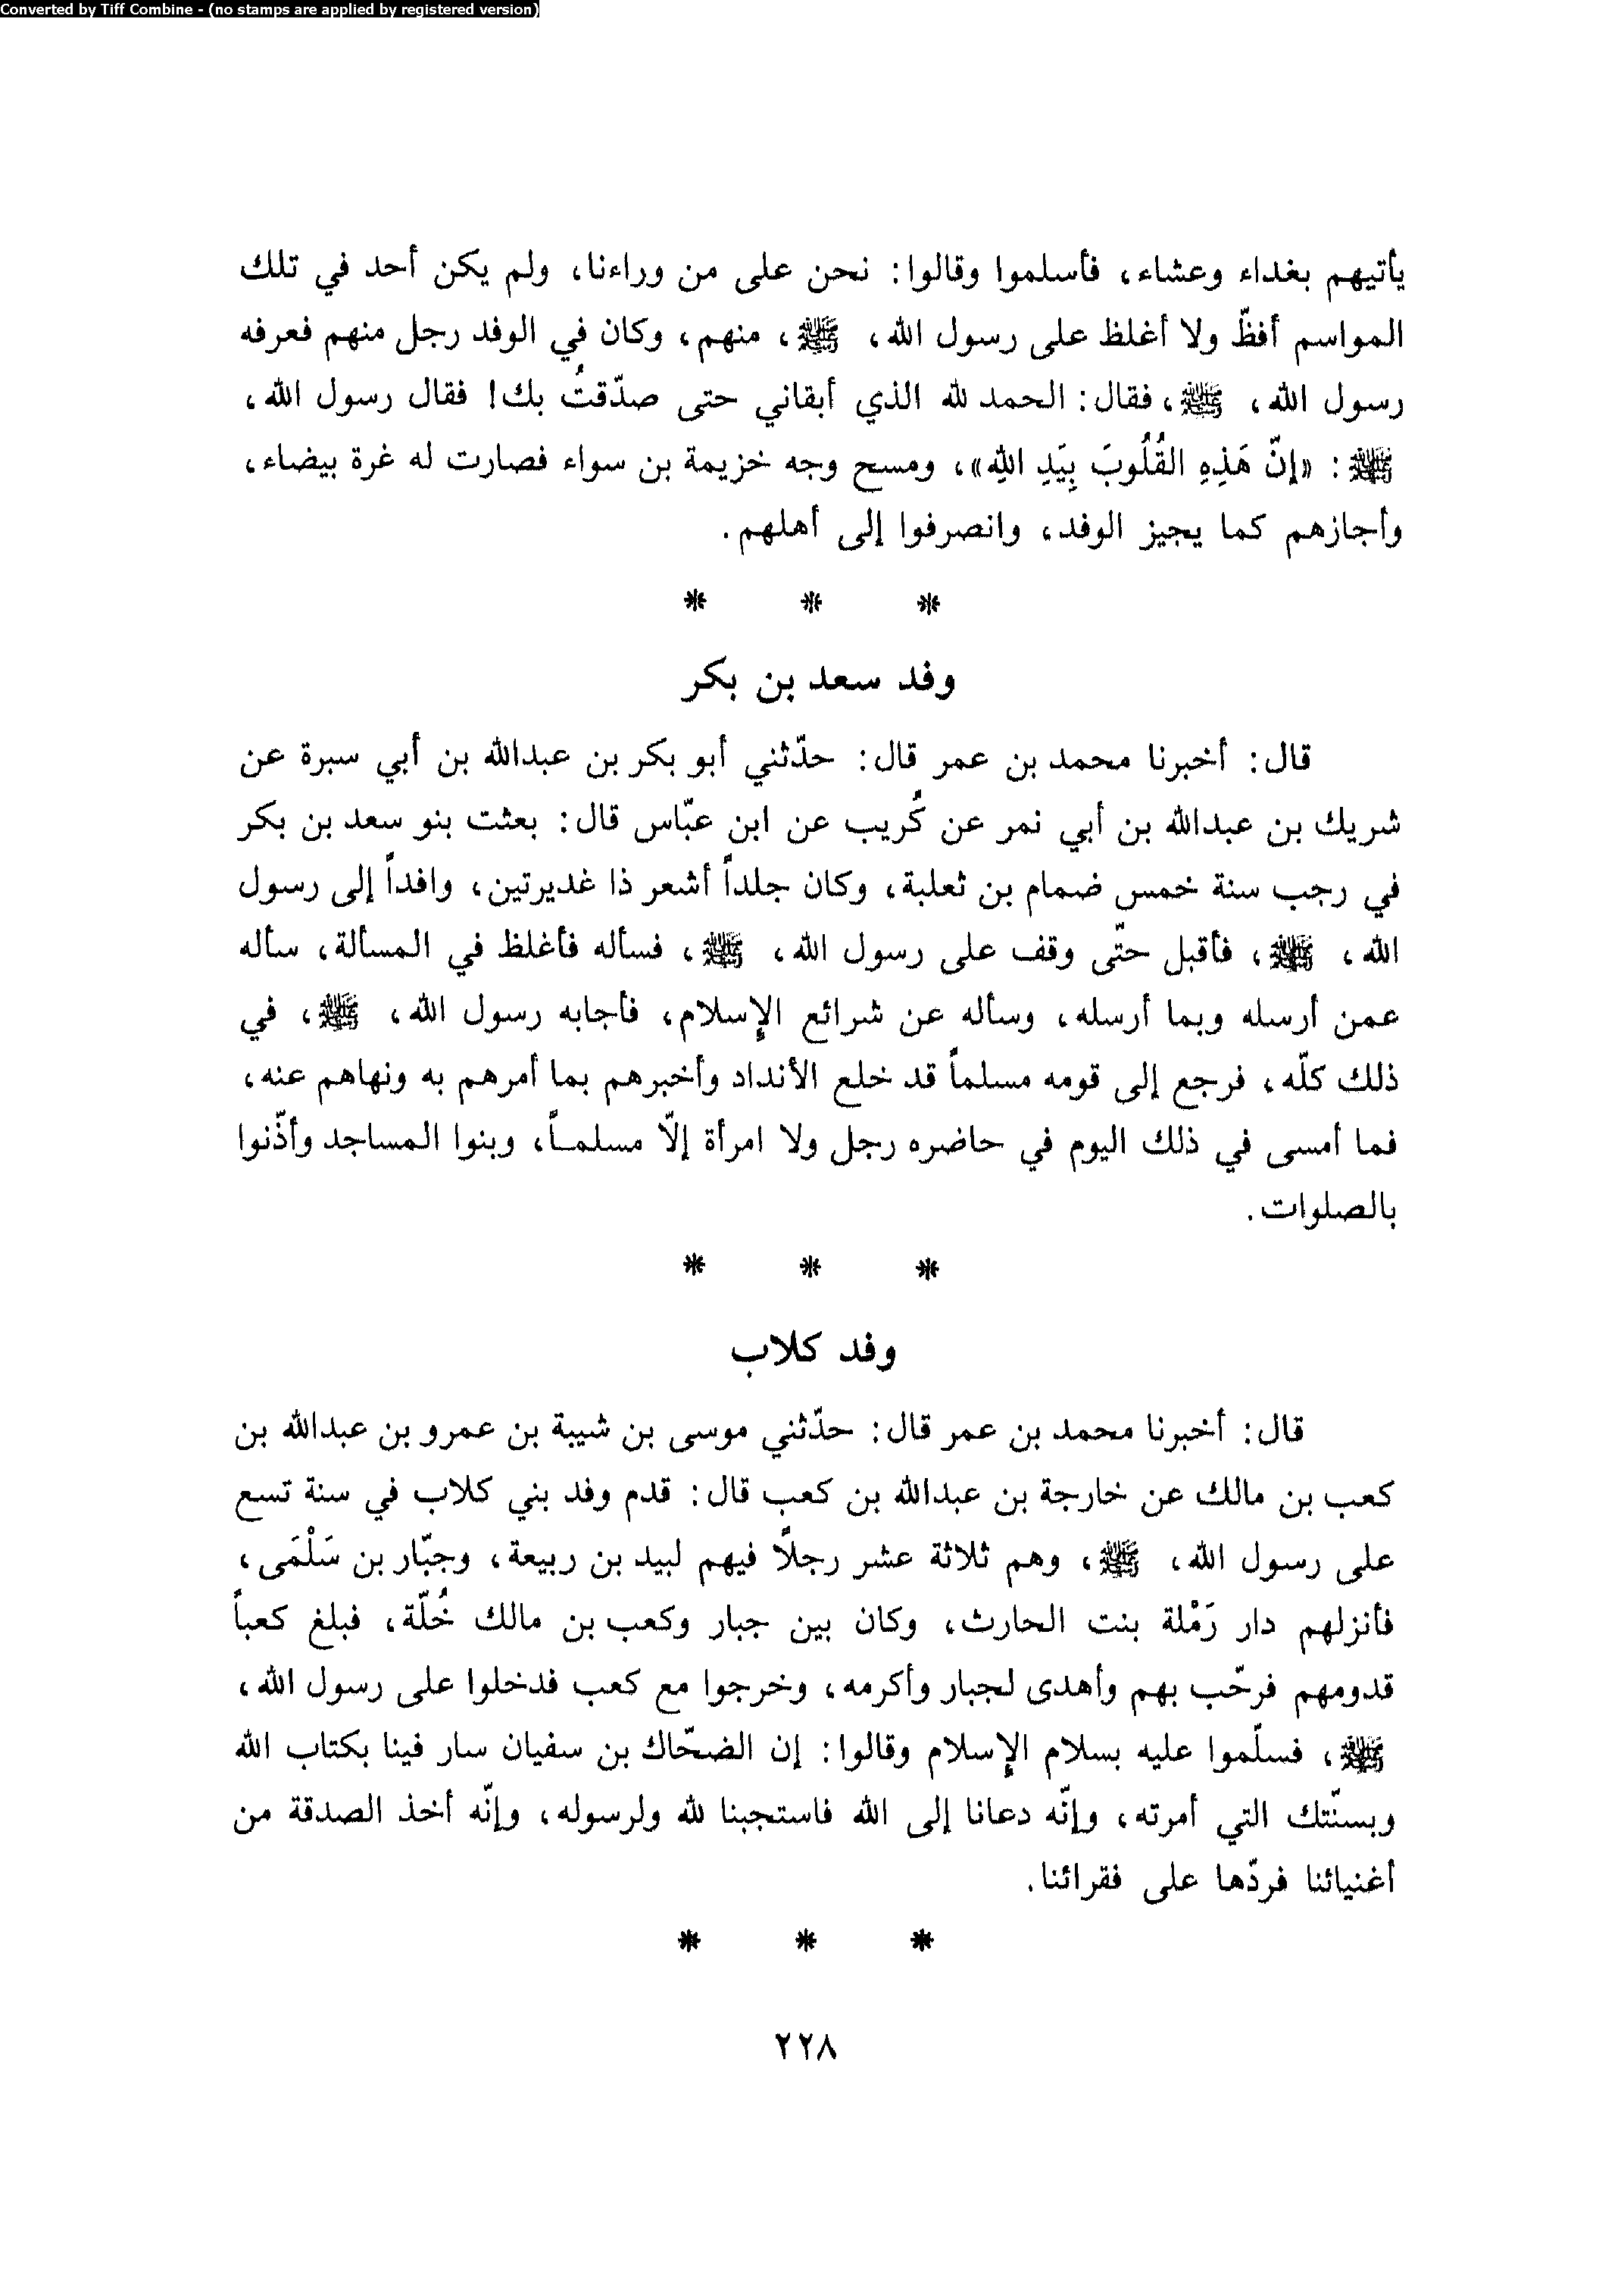 Converted by Tiff Combine - (no stamps are applied by registered version)
يأتيهم بغداء وعشاء، فأسلموا وقالوا: نحن على من وراءنا، ولم يكن أحد في تلك
المواسم أفظّ ولا أغلظ على رسول الله، ﷺ، منهم، وكان في الوفد رجل منهم فعرفه
رسول الله، ﷺ، فقال: الحمد لله الذي أبقاني حتى صدّقتُ بك! فقال رسول الله،
ﷺ: «إنّ هَذِهِ القُلُوبَ بِيَدِ اللهِ»، ومسح وجه خزيمة بن سواء فصارت له غرة بيضاء،
وأجازهم كما يجيز الوفد، وانصرفوا إلى أهلهم.
* * *
وفد سعد بن بكر
قال: أخبرنا محمد بن عمر قال: حدّثني أبو بكر بن عبدالله بن أبي سبرة عن
شريك بن عبدالله بن أبي نمر عن كُريب عن ابن عبّاس قال: بعثت بنو سعد بن بكر
في رجب سنة خمس ضمام بن ثعلبة، وكان جلداً أشعر ذا غديرتين، وافداً إلى رسول
الله، ﷺ، فأقبل حتّى وقف على رسول الله، ﷺ، فسأله فأغلظ في المسألة، سأله
عمن أرسله وبما أرسله، وسأله عن شرائع الإسلام، فأجابه رسول الله، ﷺ، في
ذلك كلّه، فرجع إلى قومه مسلماً قد خلع الأنداد وأخبرهم بما أمرهم به ونهاهم عنه،
فما أمسى في ذلك اليوم في حاضره رجل ولا امرأة إلّا مسلمـاً، وبنوا المساجد وأذّنوا
بالصلوات.
* * *
وفد كلاب
قال: أخبرنا محمد بن عمر قال: حدّثني موسى بن شيبة بن عمرو بن عبدالله بن
كعب بن مالك عن خارجة بن عبدالله بن كعب قال: قدم وفد بني كلاب في سنة تسع
على رسول الله، ﷺ، وهم ثلاثة عشر رجلاً فيهم لبيد بن ربيعة، وجبّار بن سَلْمَى،
فأنزلهم دار رَمْلة بنت الحارث، وكان بين جبار وكعب بن مالك خُلّة، فبلغ كعباً
قدومهم فرحّب بهم وأهدى لجبار وأكرمه، وخرجوا مع كعب فدخلوا على رسول الله،
ﷺ، فسلّموا عليه بسلام الإسلام وقالوا: إن الضحّاك بن سفيان سار فينا بكتاب الله
وبسنّتك التي أمرته، وإنّه دعانا إلى الله فاستجبنا لله ولرسوله، وإنّه أخذ الصدقة من
أغنيائنا فردّها على فقرائنا.
* * *
٢٢٨